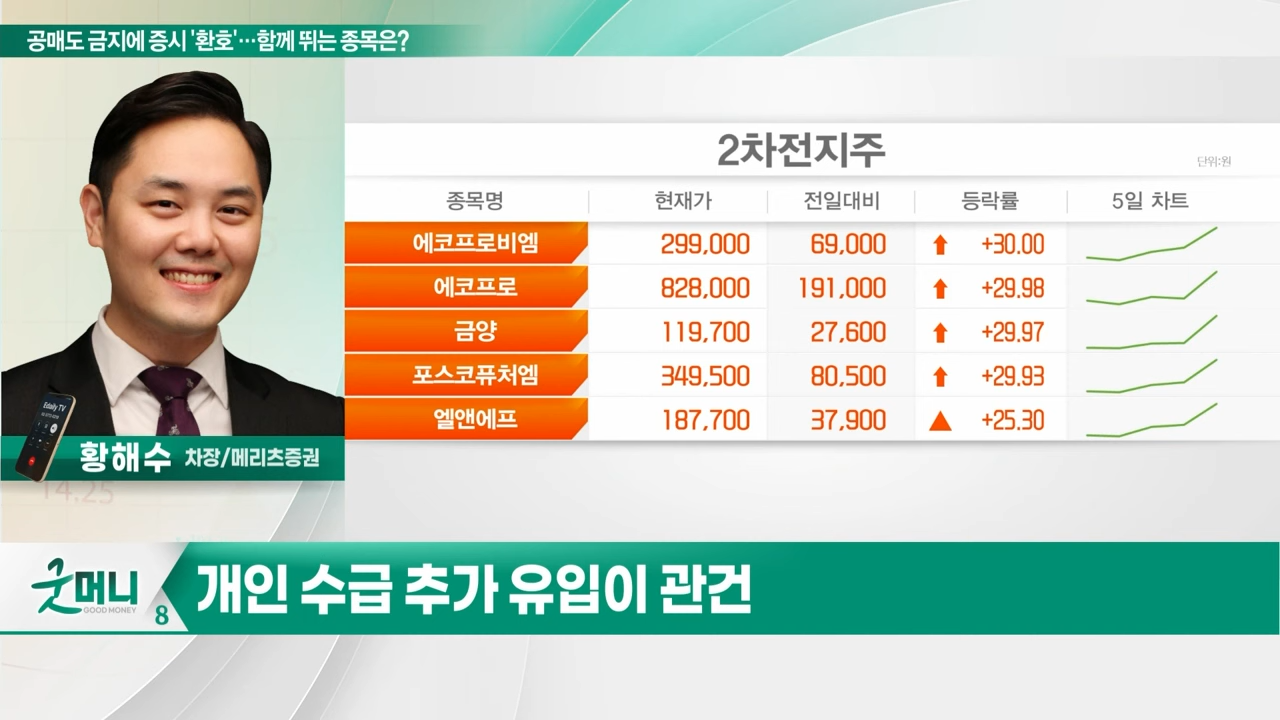 공매도 금지에 증시 '환호'…함께 뛰는 종목은?
2차전지주
단위:원
종목명 현재가 전일대비 등락률 5일 차트
에코프로비엠 299,000 69,000 +30.00
에코프로 828,000 191,000 +29.98
금양 119,700 27,600 +29.97
포스코퓨처엠 349,500 80,500 +29.93
엘앤에프 187,700 37,900 +25.30
Edaily TV
황해수 차장/메리츠증권
14.25
굿머니
GOOD MONEY
8
개인 수급 추가 유입이 관건